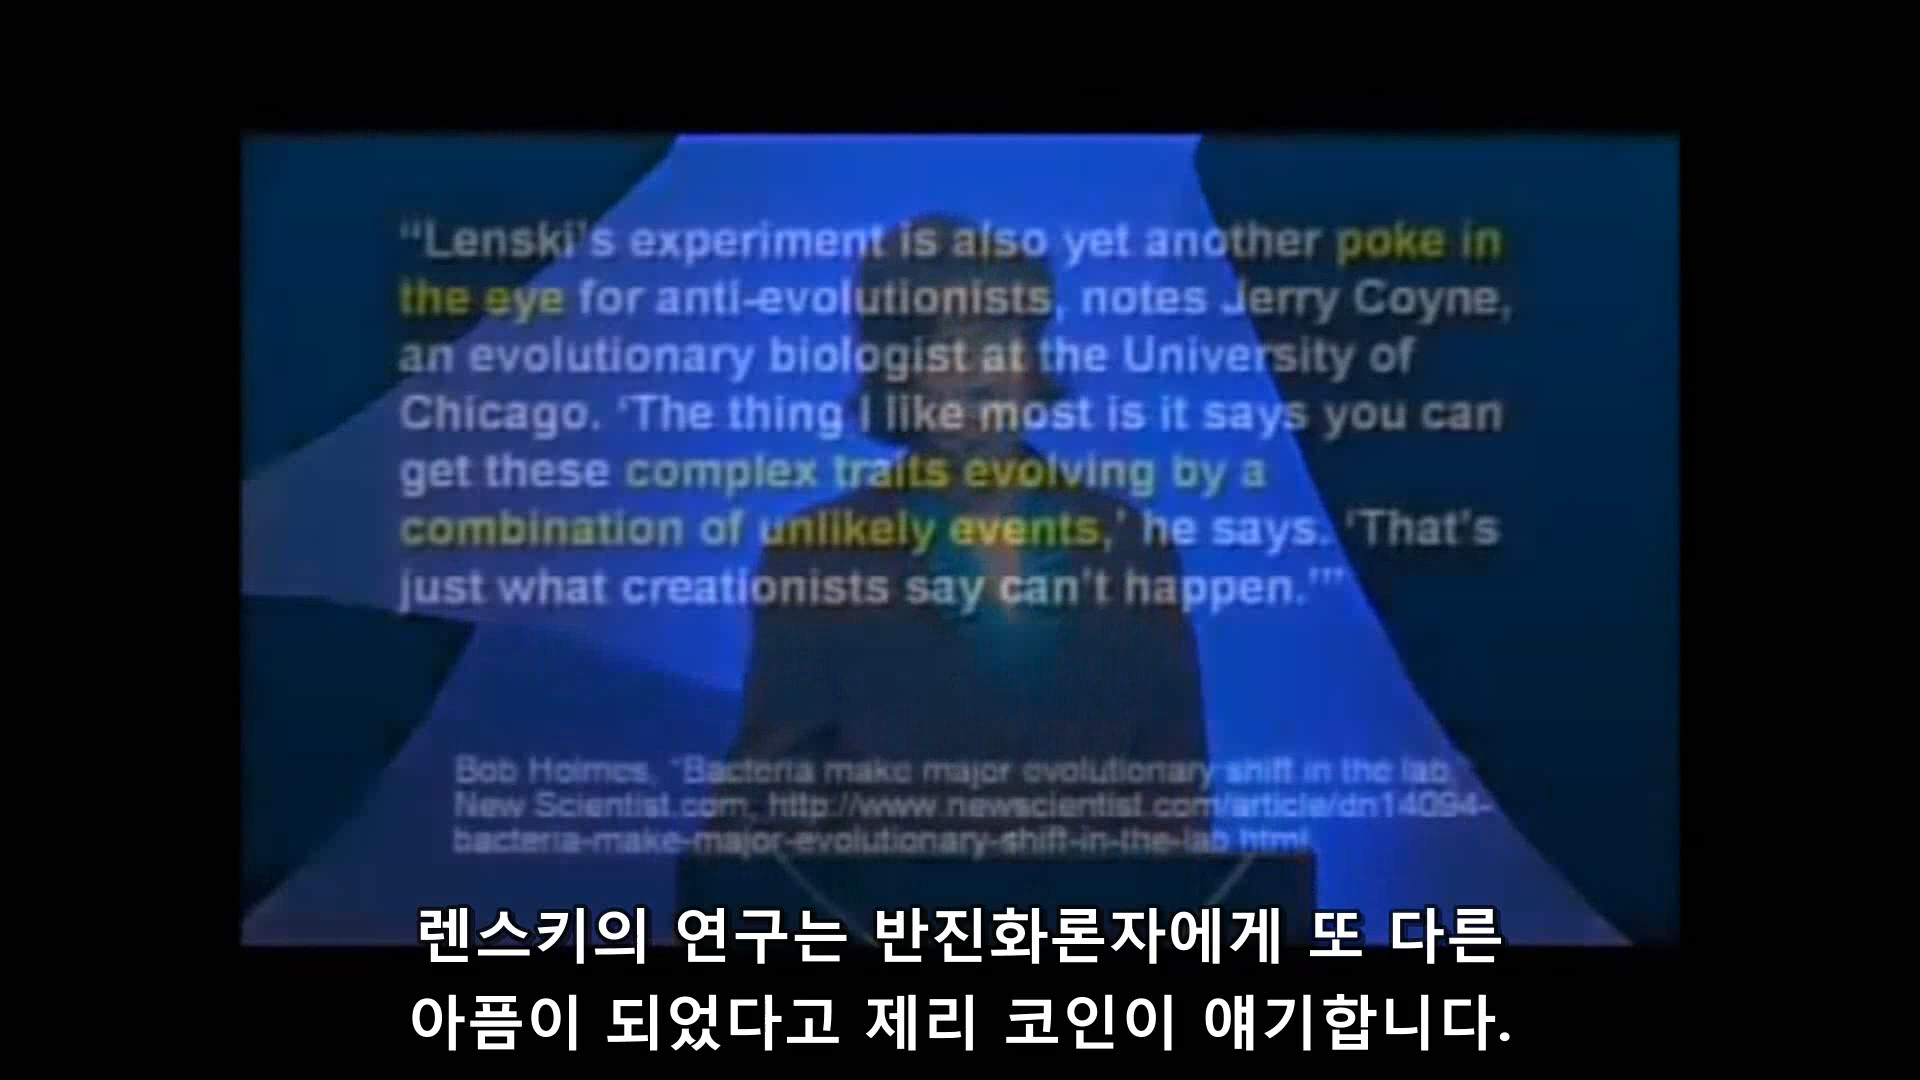 “Lenski's experiment is also yet another poke in
the eye for anti-evolutionists, notes Jerry Coyne,
an evolutionary biologist at the University of
Chicago. ‘The thing I like most is it says you can
get these complex traits evolving by a
combination of unlikely events,’ he says. ‘That's
just what creationists say can't happen.’”
Bob Holmes, “Bacteria make major evolutionary shift in the lab,”
New Scientist.com, http://www.newscientist.com/article/dn14094-
bacteria-make-major-evolutionary-shift-in-the-lab.html
렌스키의 연구는 반진화론자에게 또 다른
아픔이 되었다고 제리 코인이 얘기합니다.